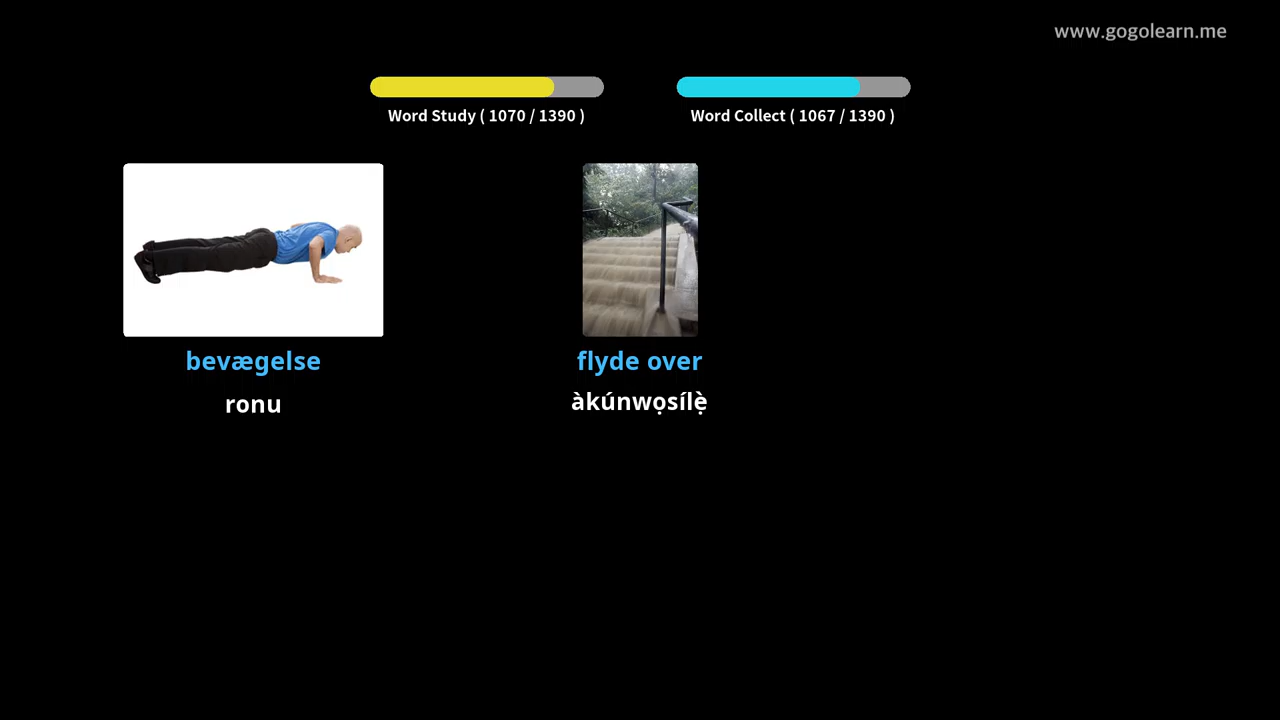 www.gogolearn.me
Word Study ( 1070 / 1390 )
Word Collect ( 1067 / 1390 )
bevægelse
ronu
flyde over
àkúnwọsílẹ̀